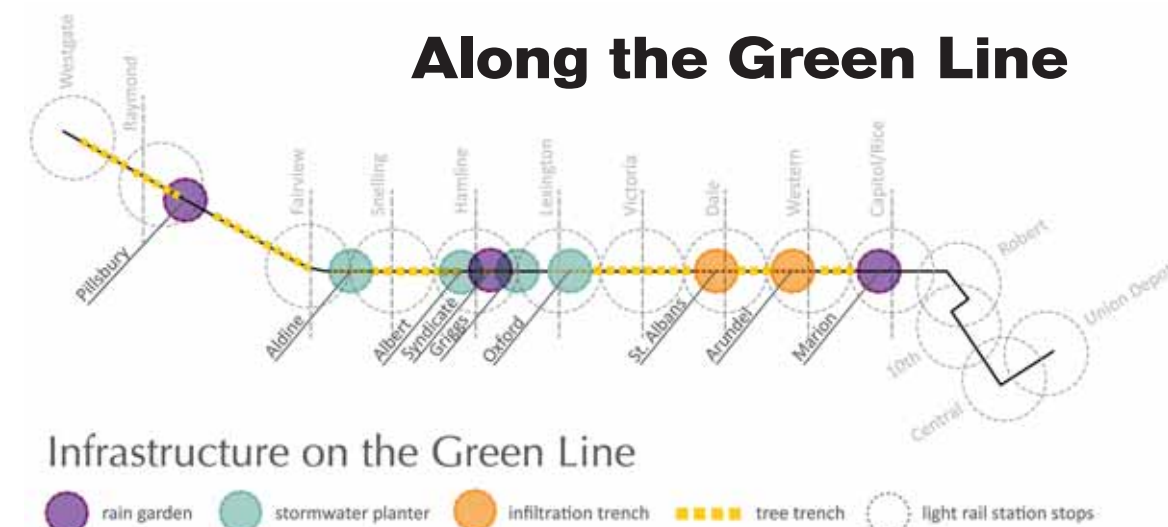 Along the Green Line
Westgate
Raymond
Fairview
Snelling
Hamline
Lexington
Victoria
Dale
Western
Capitol/Rice
Robert
Union Depot
10th
Central
Pillsbury
Aldine
Albert
Syndicate
Griggs
Oxford
St. Albans
Arundel
Marion
Infrastructure on the Green Line
rain garden
stormwater planter
infiltration trench
tree trench
light rail station stops